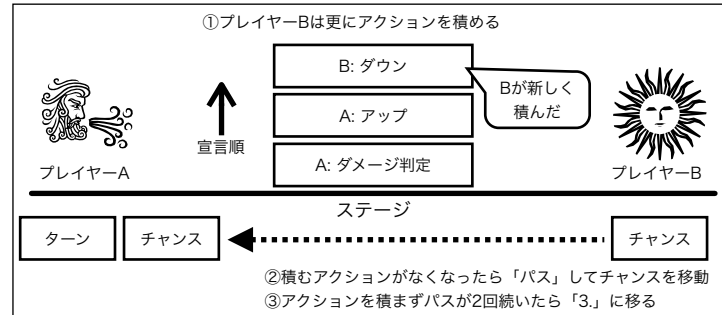 ①プレイヤーBは更にアクションを積める
B: ダウン
Bが新しく
積んだ
A: アップ
宣言順
A: ダメージ判定
プレイヤーA
プレイヤーB
ステージ
ターン
チャンス
チャンス
②積むアクションがなくなったら「パス」してチャンスを移動
③アクションを積まずパスが2回続いたら「3.」に移る